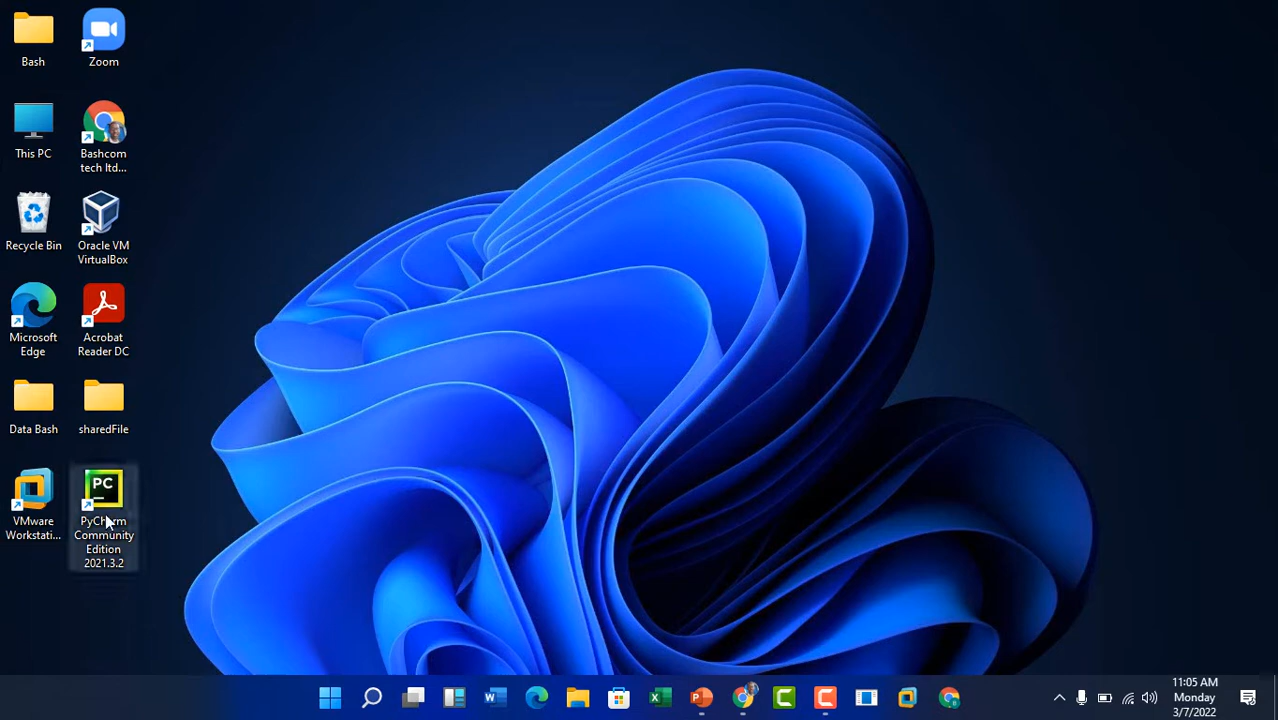 Bash
Zoom
This PC
Bashcom
tech ltd...
Recycle Bin
Oracle VM
VirtualBox
Microsoft
Edge
Acrobat
Reader DC
Data Bash
sharedFile
VMware
Workstati...
PC
PyCharm
Community
Edition
2021.3.2
11:05 AM
Monday
3/7/2022